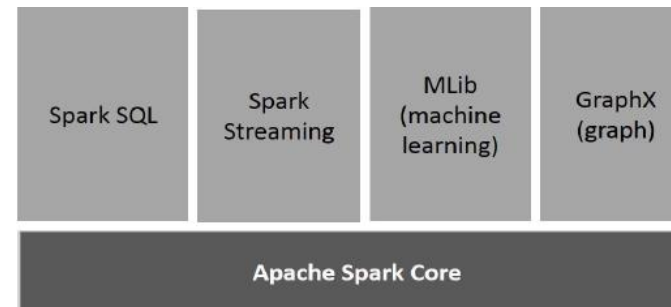 Spark SQL
Spark
Streaming
MLib
(machine
learning)
GraphX
(graph)
Apache Spark Core